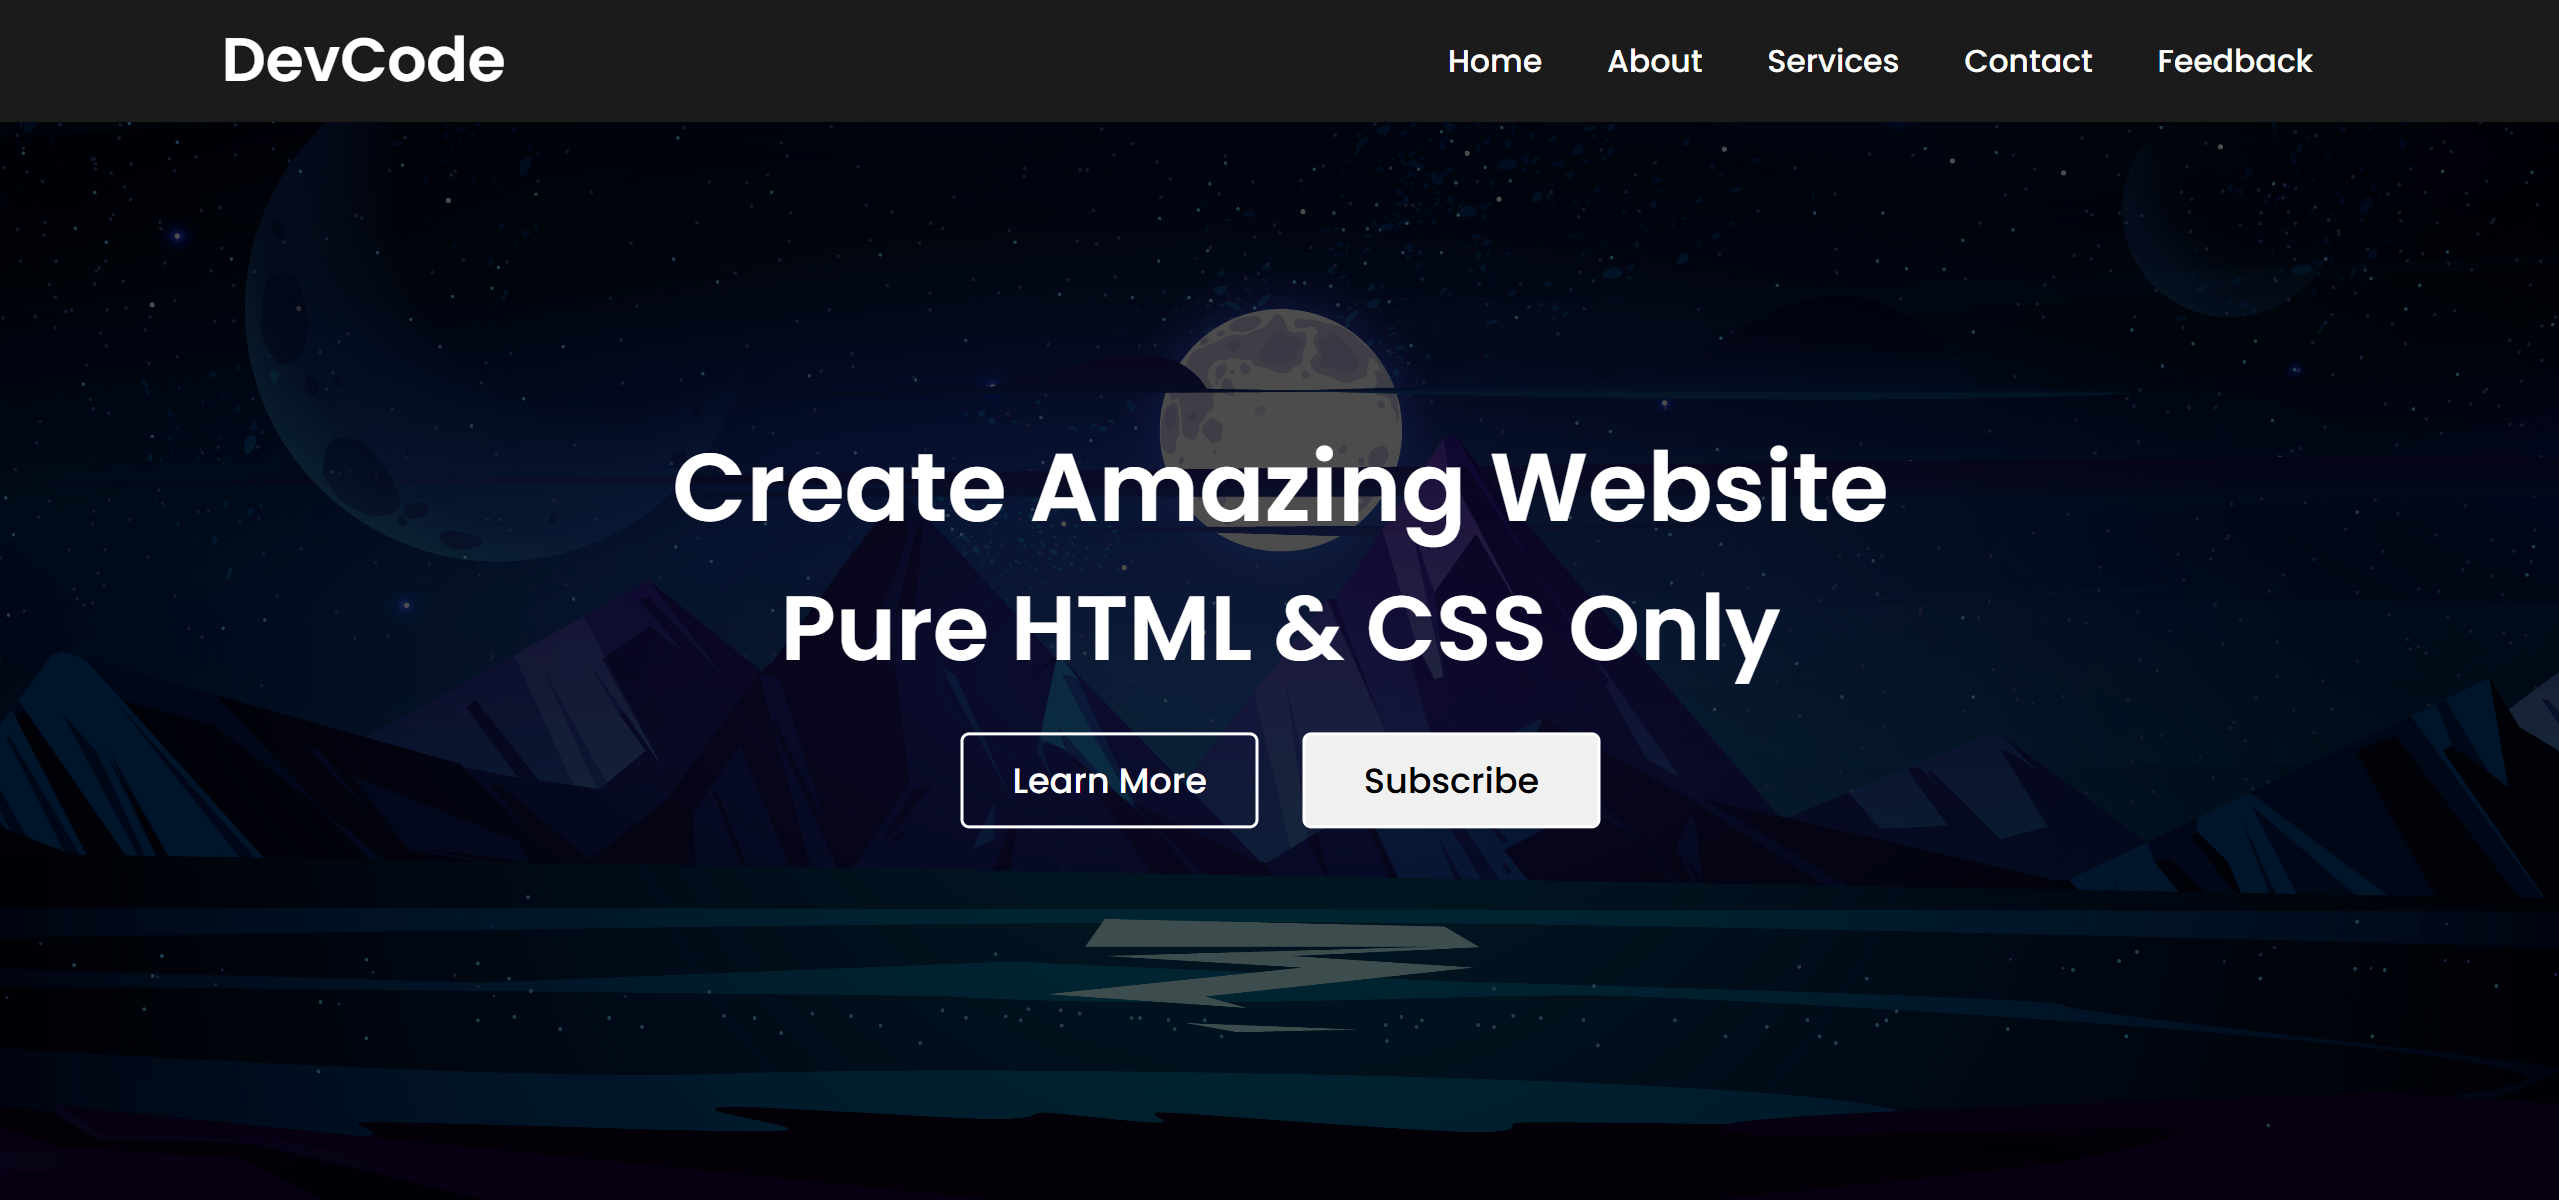 DevCode
Home About Services Contact Feedback
Create Amazing Website
Pure HTML & CSS Only
Learn More Subscribe